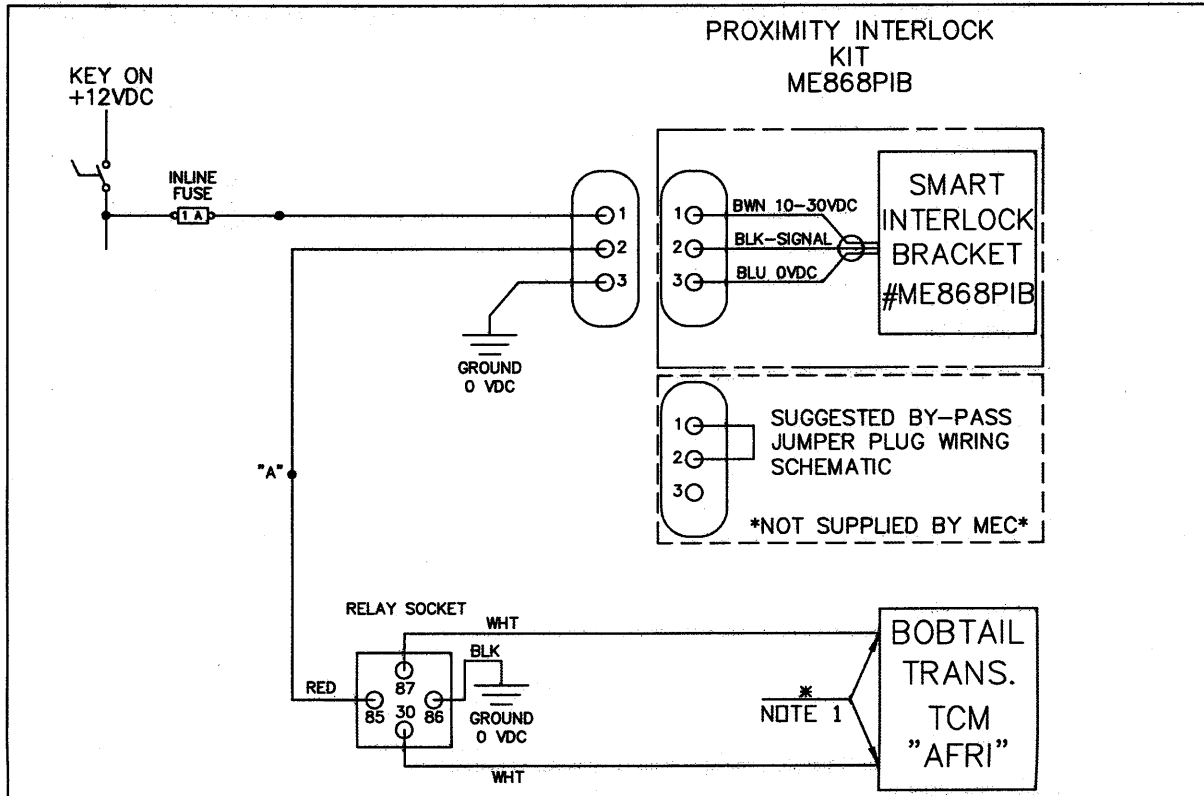 PROXIMITY INTERLOCK
KIT
ME868PIB
KEY ON
+12VDC
INLINE
FUSE
1 A
1
2
3
GROUND
0 VDC
1
2
3
BWN 10-30VDC
BLK-SIGNAL
BLU 0VDC
SMART
INTERLOCK
BRACKET
#ME868PIB
1
2
3
SUGGESTED BY-PASS
JUMPER PLUG WIRING
SCHEMATIC
*NOT SUPPLIED BY MEC*
"A"
RELAY SOCKET
WHT
BLK
RED
87
85
30
86
GROUND
0 VDC
WHT
*
NOTE 1
BOBTAIL
TRANS.
TCM
"AFRI"